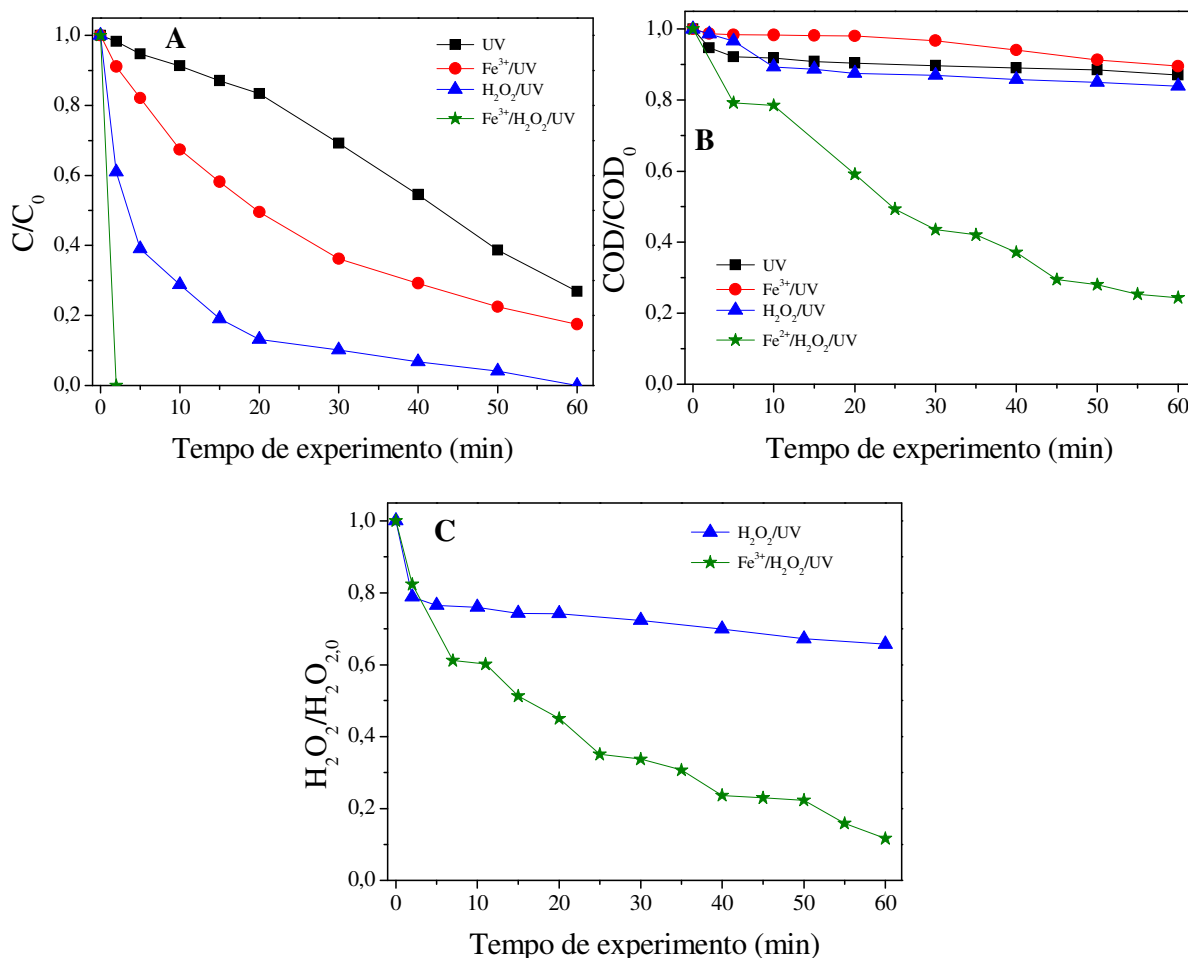 A
UV
Fe³⁺/UV
H₂O₂/UV
Fe³⁺/H₂O₂/UV
C/C₀
1,0
0,8
0,6
0,4
0,2
0,0
0 10 20 30 40 50 60
Tempo de experimento (min)
B
UV
Fe³⁺/UV
H₂O₂/UV
Fe²⁺/H₂O₂/UV
COD/COD₀
1,0
0,8
0,6
0,4
0,2
0,0
0 10 20 30 40 50 60
Tempo de experimento (min)
C
H₂O₂/UV
Fe³⁺/H₂O₂/UV
H₂O₂/H₂O₂,₀
1,0
0,8
0,6
0,4
0,2
0,0
0 10 20 30 40 50 60
Tempo de experimento (min)